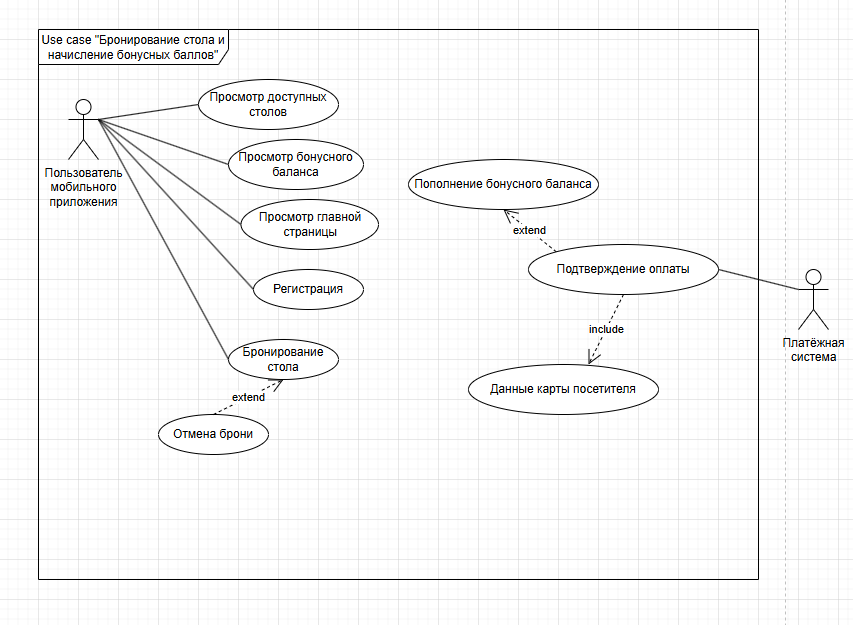 Use case "Бронирование стола и
начисление бонусных баллов"
Просмотр доступных
столов
Пользователь
мобильного
приложения
Просмотр бонусного
баланса
Пополнение бонусного баланса
Просмотр главной
страницы
extend
Подтверждение оплаты
Регистрация
include
Платёжная
система
Бронирование
стола
extend
Данные карты посетителя
Отмена брони